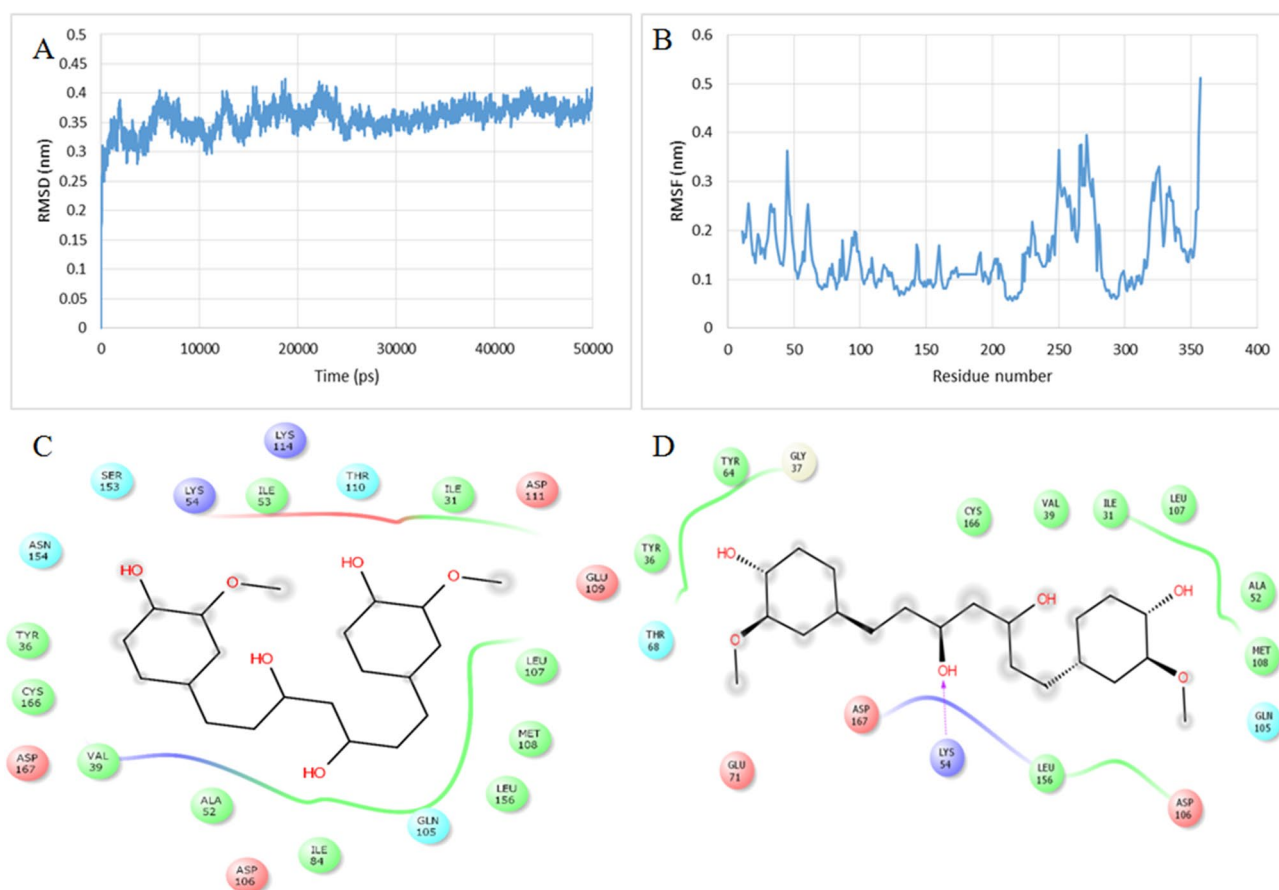 A
RMSD (nm)
0.5
0.45
0.4
0.35
0.3
0.25
0.2
0.15
0.1
0.05
0
0 10000 20000 30000 40000 50000
Time (ps)
B
RMSF (nm)
0.6
0.5
0.4
0.3
0.2
0.1
0
0 50 100 150 200 250 300 350 400
Residue number
C
LYS
114
SER
153
LYS
54
ILE
53
THR
110
ILE
31
ASP
111
ASN
154
HO
O
HO
O
GLU
109
TYR
36
HO
LEU
107
CYS
166
MET
108
ASP
167
VAL
39
HO
LEU
156
ALA
52
GLN
105
ILE
84
ASP
106
D
TYR
64
GLY
37
CYS
166
VAL
39
ILE
31
LEU
107
TYR
36
HO
OH
OH
ALA
52
THR
68
O
MET
108
OH
O
GLN
105
ASP
167
LYS
54
GLU
71
LEU
156
ASP
106